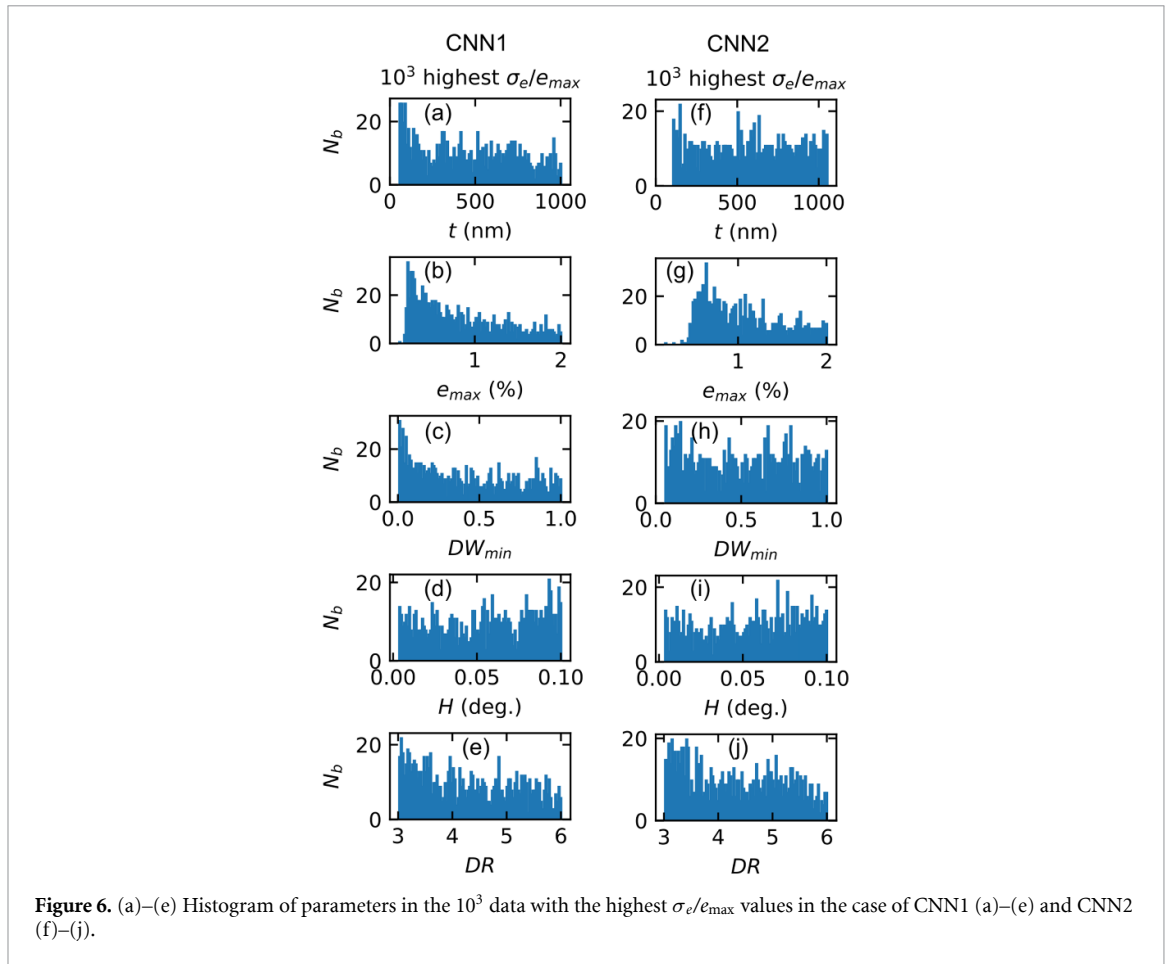 CNN1 CNN2
10³ highest σₑ/eₘₐₓ 10³ highest σₑ/eₘₐₓ
(a) (f)
20 20
N_b
0 0
0 500 1000 0 500 1000
t (nm) t (nm)
(b) (g)
20 20
N_b
0 0
1 2 1 2
eₘₐₓ (%) eₘₐₓ (%)
(c) (h)
20 20
N_b
0 0
0.0 0.5 1.0 0.0 0.5 1.0
DWₘᵢₙ DWₘᵢₙ
(d) (i)
20 20
N_b
0 0
0.00 0.05 0.10 0.00 0.05 0.10
H (deg.) H (deg.)
(e) (j)
20 20
N_b
0 0
3 4 5 6 3 4 5 6
DR DR
Figure 6. (a)–(e) Histogram of parameters in the 10³ data with the highest σₑ/eₘₐₓ values in the case of CNN1 (a)–(e) and CNN2
(f)–(j).